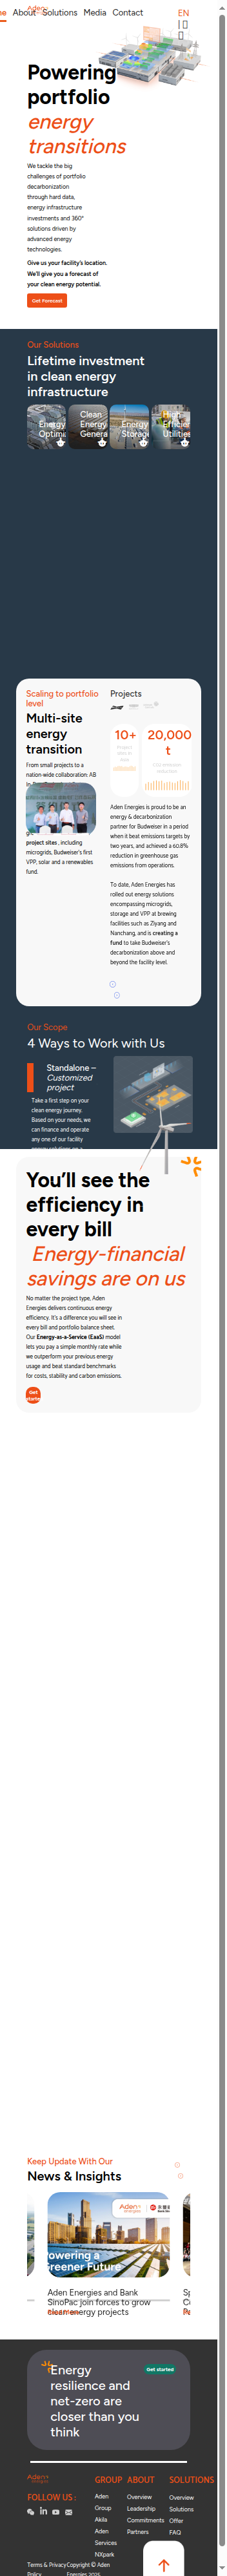 Aden
About Solutions Media Contact
EN
Powering
portfolio
energy
transitions
We tackle the big
challenges of portfolio
decarbonization
through hard data,
energy infrastructure
investments and 360°
solutions driven by
advanced energy
technologies.
Give us your facility's location.
We'll give you a forecast of
your clean energy potential.
Get Forecast
Our Solutions
Lifetime investment
in clean energy
infrastructure
Energy
Clean
Energy
Energy
Scaling to portfolio
level
Multi-site
energy
transition
From small projects to a
nation-wide collaboration: AB
project sites, including
microgrids, Budweiser's first
VPP, solar and a renewables
fund.
Projects
10+
Project
sites to
date
20,000
t
CO2 emission
reduction
Aden Energies is proud to be an
energy & decarbonization
partner for Budweiser in a period
when it beat emissions targets by
two years, and achieved a 60.8%
reduction in greenhouse gas
emissions from operations.
To date, Aden Energies has
rolled out energy solutions
encompassing microgrids,
storage and VPP at brewing
facilities such as Ziyang and
Nanchang, and is creating a
fund to take Budweiser's
decarbonization above and
beyond the facility level.
Our Scope
4 Ways to Work with Us
Standalone –
Customized
project
Take a first step on your
clean energy journey.
Based on your needs, we
can finance and operate
any one of our facility
You'll see the
efficiency in
every bill
Energy-financial
savings are on us
No matter the project type, Aden
Energies delivers continuous energy
efficiency. It's a difference you will see in
every bill and portfolio balance sheet.
Our Energy-as-a-Service (EaaS) model
lets you pay a simple monthly rate while
we outperform your previous energy
usage and beat standard benchmarks
for costs, stability and carbon emissions.
Get
Keep Update With Our
News & Insights
Aden
Powering a
Greener Future
Aden Energies and Bank
SinoPac join forces to grow
clean energy projects
Energy
resilience and
net-zero are
closer than you
think
Get started
Aden
FOLLOW US :
GROUP
Aden
Group
Akila
Aden
Services
NXpark
ABOUT
Overview
Leadership
Commitments
Partners
SOLUTIONS
Overview
Solutions
Offer
FAQ
Terms & Privacy
Policy
Copyright © Aden
Energies 2025